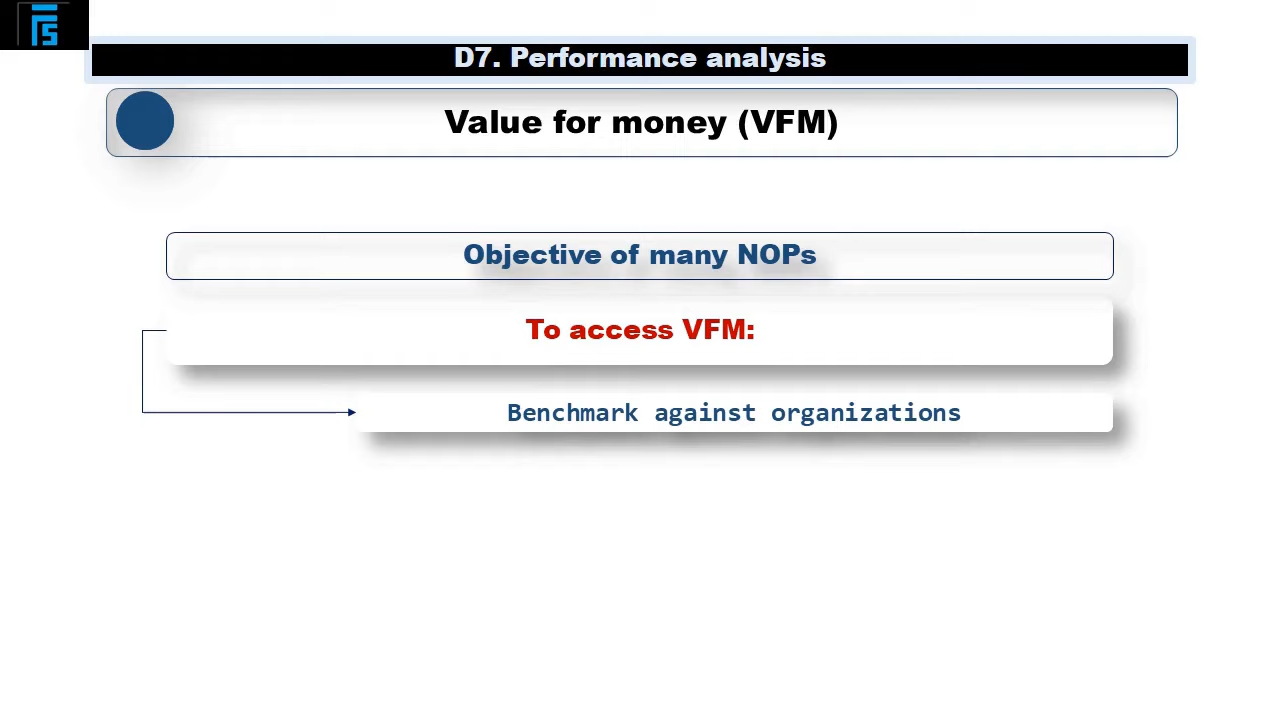 D7. Performance analysis
Value for money (VFM)
Objective of many NOPs
To access VFM:
Benchmark against organizations